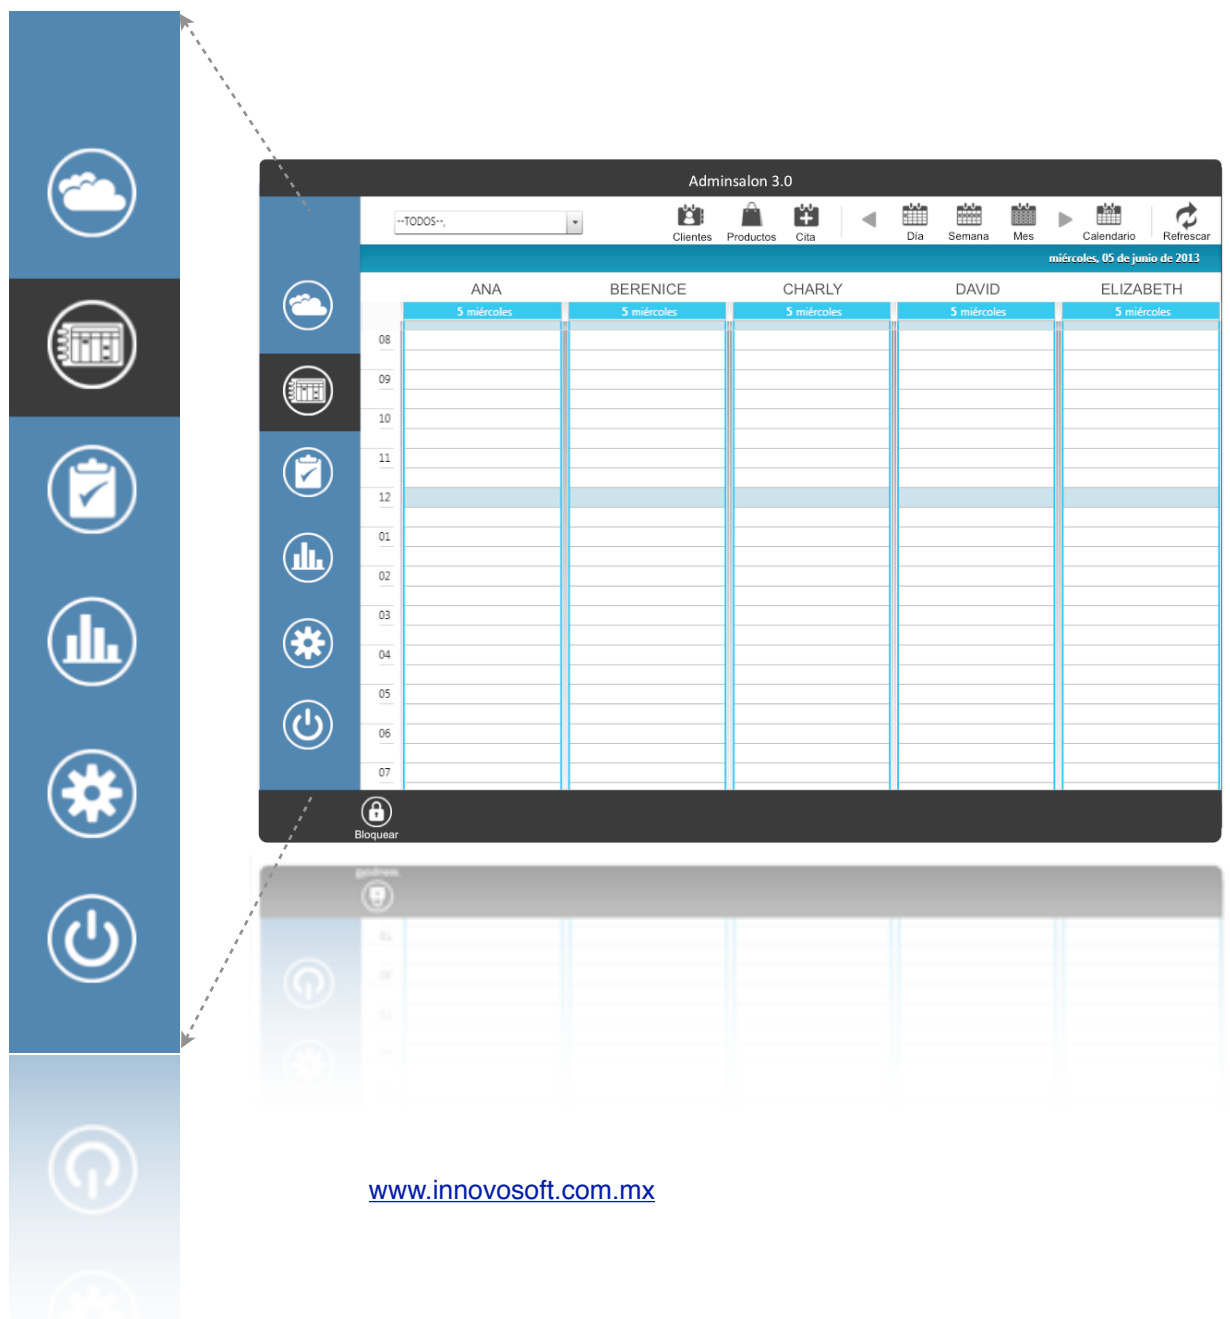 Adminsalon 3.0
--TODOS--,
Clientes Productos Cita Día Semana Mes Calendario Refrescar
miércoles, 05 de junio de 2013
ANA BERENICE CHARLY DAVID ELIZABETH
5 miércoles 5 miércoles 5 miércoles 5 miércoles 5 miércoles
08
09
10
11
12
01
02
03
04
05
06
07
Bloquear
www.innovosoft.com.mx